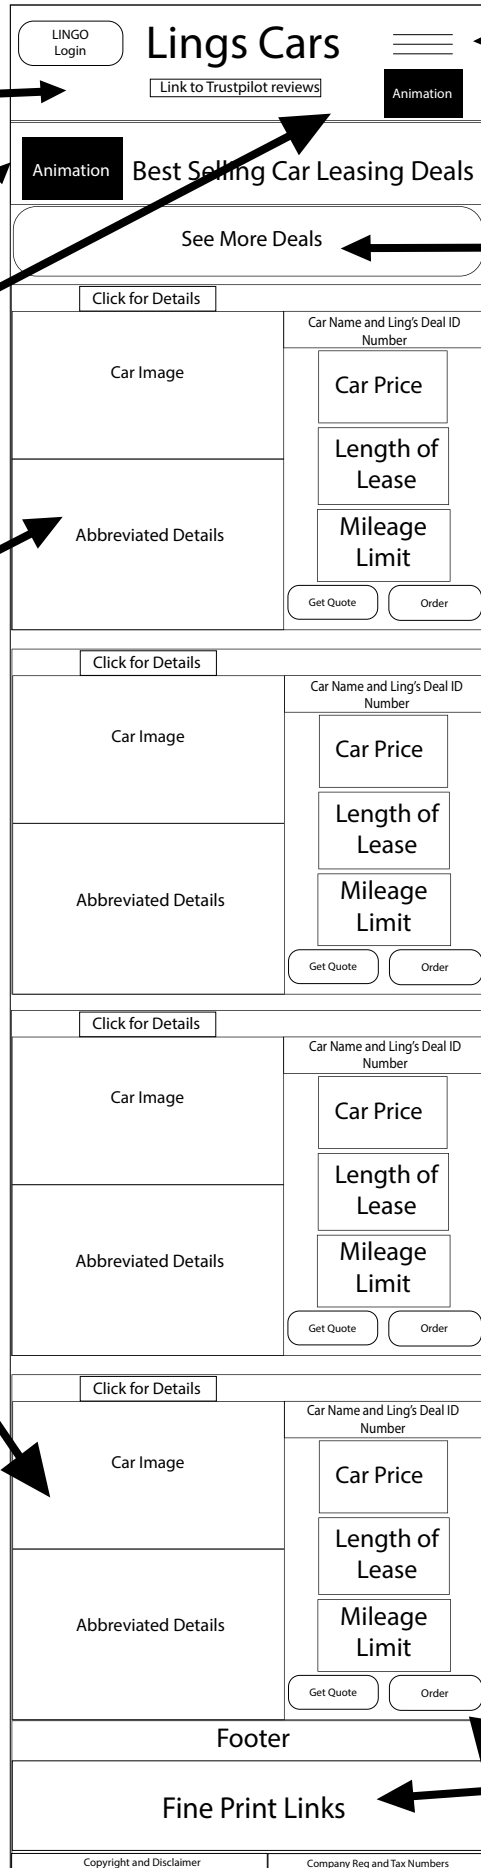 LINGO
Login
Lings Cars
Link to Trustpilot reviews
Animation
Animation
Best Selling Car Leasing Deals
See More Deals
Click for Details
Car Image
Car Name and Ling's Deal ID
Number
Car Price
Length of
Lease
Abbreviated Details
Mileage
Limit
Get Quote
Order
Click for Details
Car Image
Car Name and Ling's Deal ID
Number
Car Price
Length of
Lease
Abbreviated Details
Mileage
Limit
Get Quote
Order
Click for Details
Car Image
Car Name and Ling's Deal ID
Number
Car Price
Length of
Lease
Abbreviated Details
Mileage
Limit
Get Quote
Order
Click for Details
Car Image
Car Name and Ling's Deal ID
Number
Car Price
Length of
Lease
Abbreviated Details
Mileage
Limit
Get Quote
Order
Footer
Fine Print Links
Copyright and Disclaimer
Company Reg and Tax Numbers